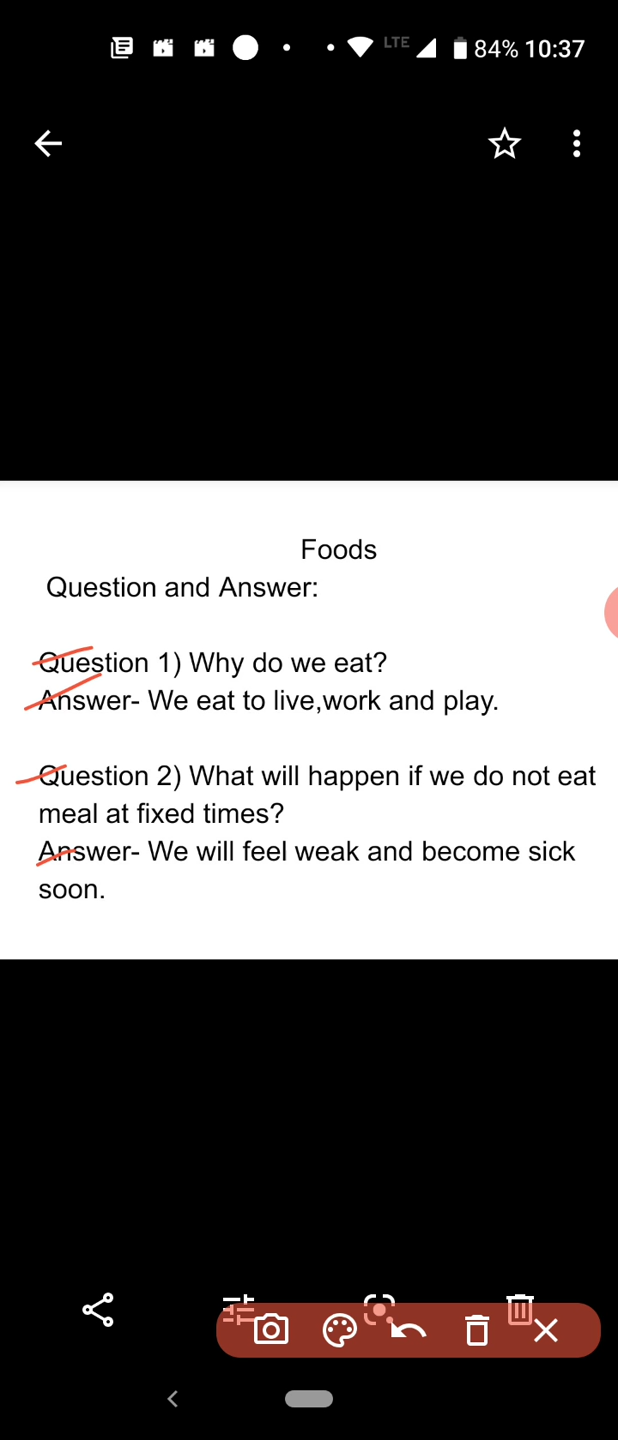 LTE 84% 10:37
Foods
Question and Answer:
Question 1) Why do we eat?
Answer- We eat to live,work and play.
Question 2) What will happen if we do not eat
meal at fixed times?
Answer- We will feel weak and become sick
soon.